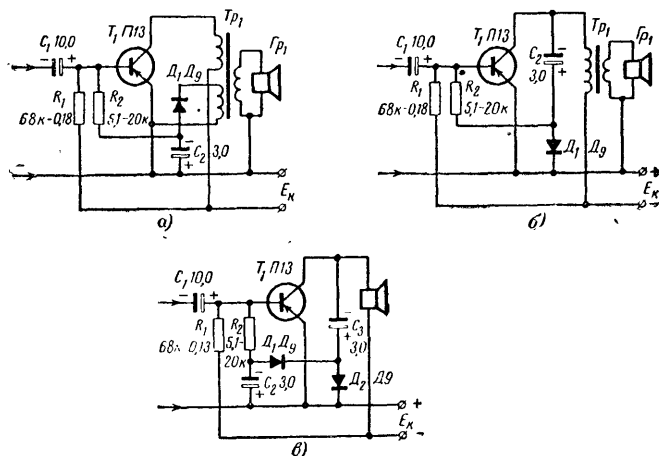 T₁ П13
Тр₁
Гр₁
C₁ 10,0
− +
R₁
68к-0,18
R₂
5,1-20к
Д₁ Д9
−
C₂ 3,0
+
−
Eк
а)
T₁ П13
Тр₁
Гр₁
C₁ 10,0
− +
R₁
68к-0,18
R₂
5,1-20к
C₂
3,0
−
+
Д₁ Д9
+
Eк
−
б)
T₁ П13
C₁ 10,0
− +
R₁
68к-0,13
R₂
5,1-
20к
Д₁ Д9
−
C₂ 3,0
+
−
C₃
3,0
+
Д₂ Д9
+
Eк
−
в)